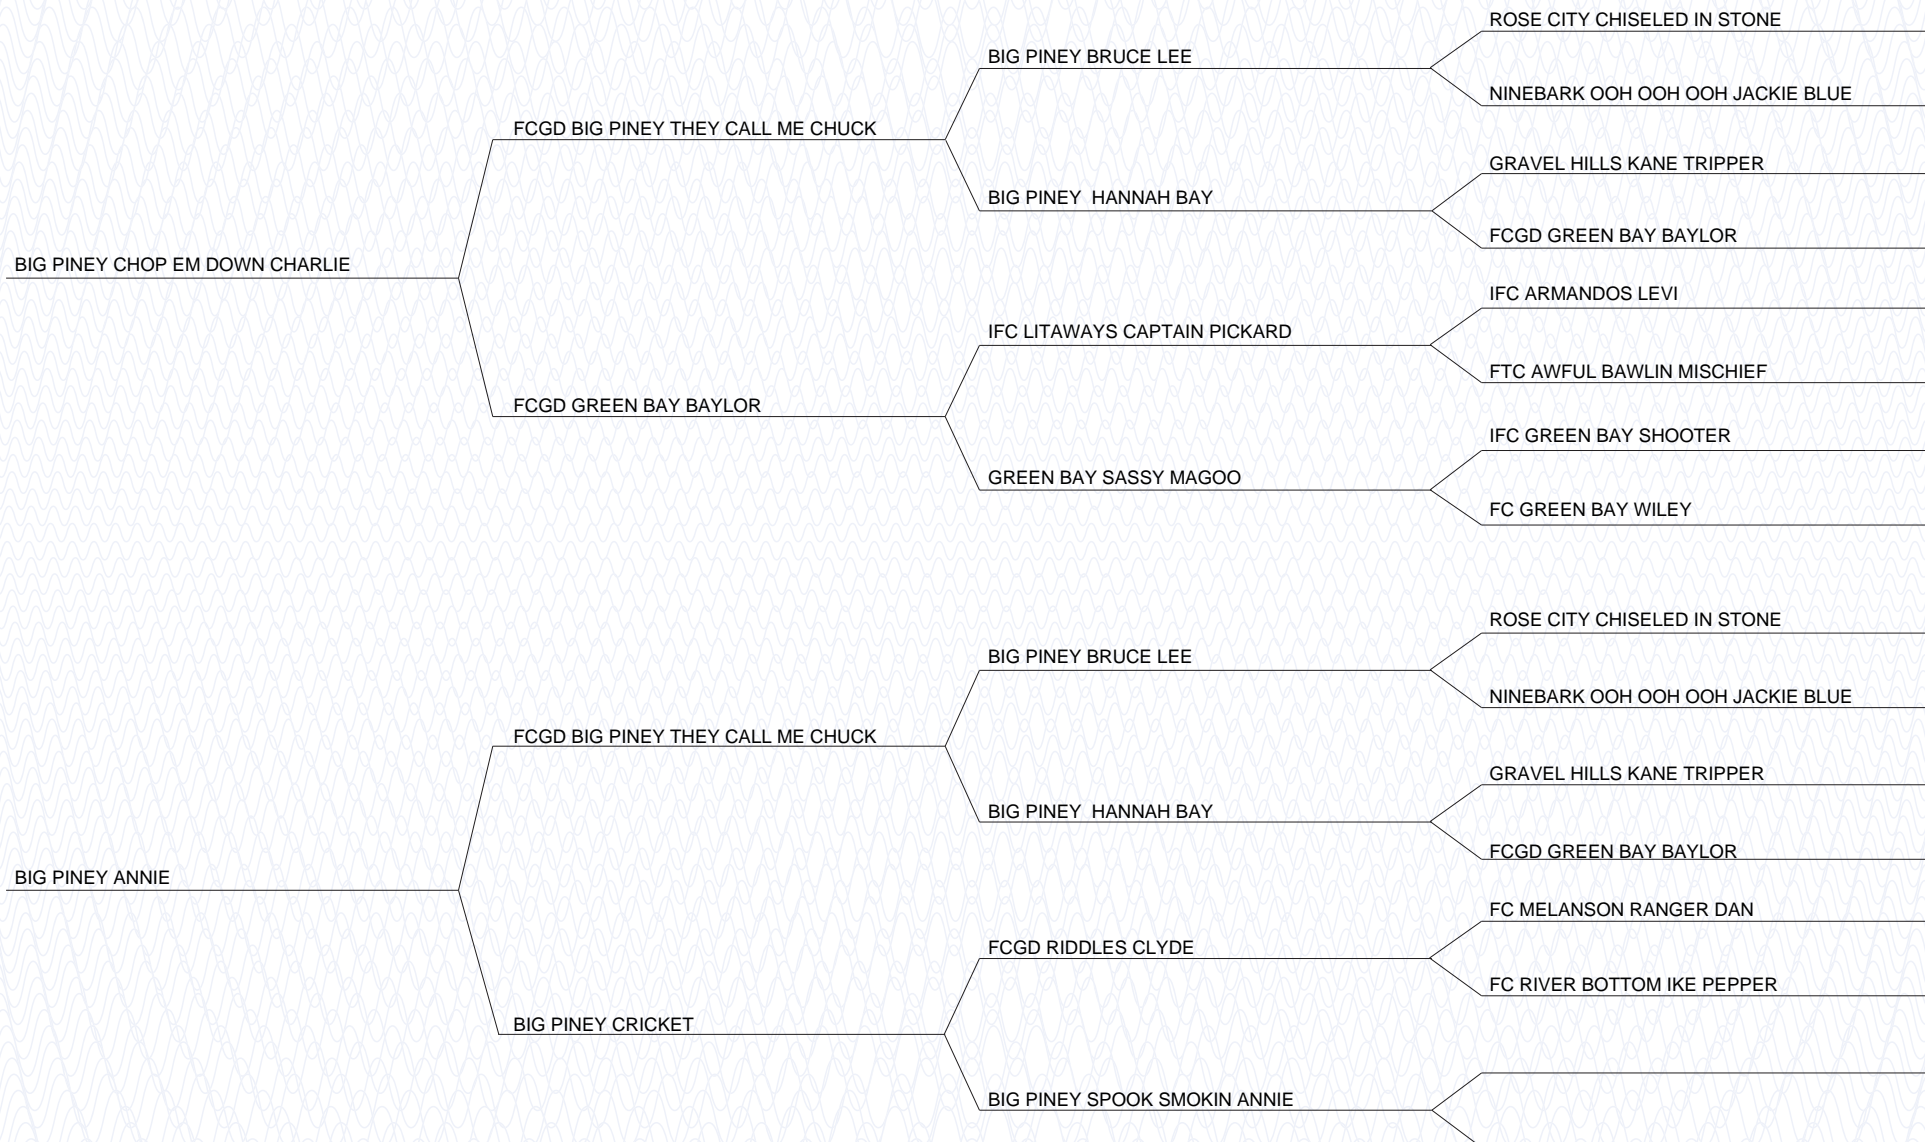 ROSE CITY CHISELED IN STONE
BIG PINEY BRUCE LEE
NINEBARK OOH OOH OOH JACKIE BLUE
FCGD BIG PINEY THEY CALL ME CHUCK
GRAVEL HILLS KANE TRIPPER
BIG PINEY  HANNAH BAY
FCGD GREEN BAY BAYLOR
BIG PINEY CHOP EM DOWN CHARLIE
IFC ARMANDOS LEVI
IFC LITAWAYS CAPTAIN PICKARD
FTC AWFUL BAWLIN MISCHIEF
FCGD GREEN BAY BAYLOR
IFC GREEN BAY SHOOTER
GREEN BAY SASSY MAGOO
FC GREEN BAY WILEY
ROSE CITY CHISELED IN STONE
BIG PINEY BRUCE LEE
NINEBARK OOH OOH OOH JACKIE BLUE
FCGD BIG PINEY THEY CALL ME CHUCK
GRAVEL HILLS KANE TRIPPER
BIG PINEY  HANNAH BAY
FCGD GREEN BAY BAYLOR
BIG PINEY ANNIE
FC MELANSON RANGER DAN
FCGD RIDDLES CLYDE
FC RIVER BOTTOM IKE PEPPER
BIG PINEY CRICKET
BIG PINEY SPOOK SMOKIN ANNIE